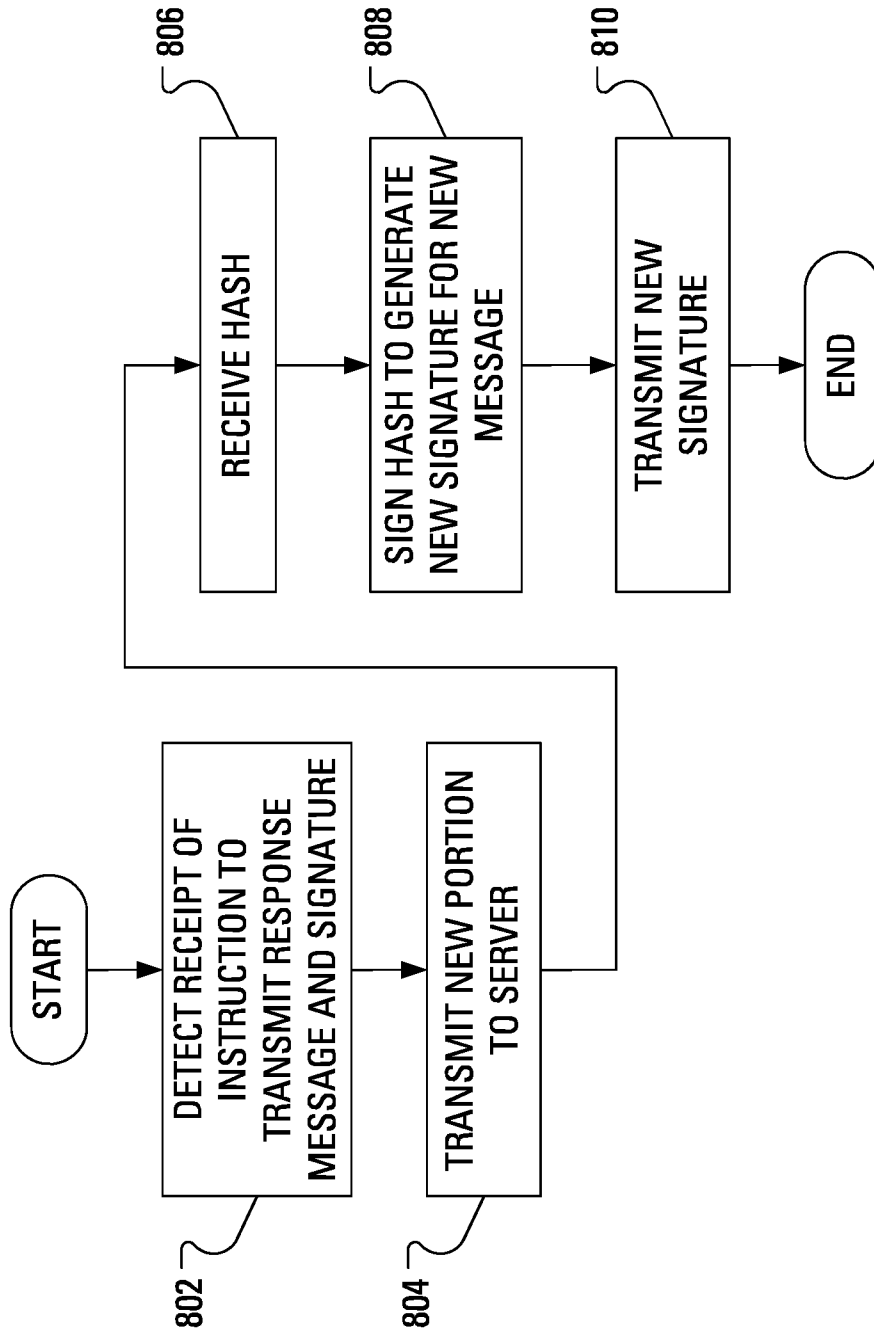 START
802
DETECT RECEIPT OF
INSTRUCTION TO
TRANSMIT RESPONSE
MESSAGE AND SIGNATURE
804
TRANSMIT NEW PORTION
TO SERVER
806
RECEIVE HASH
808
SIGN HASH TO GENERATE
NEW SIGNATURE FOR NEW
MESSAGE
810
TRANSMIT NEW
SIGNATURE
END